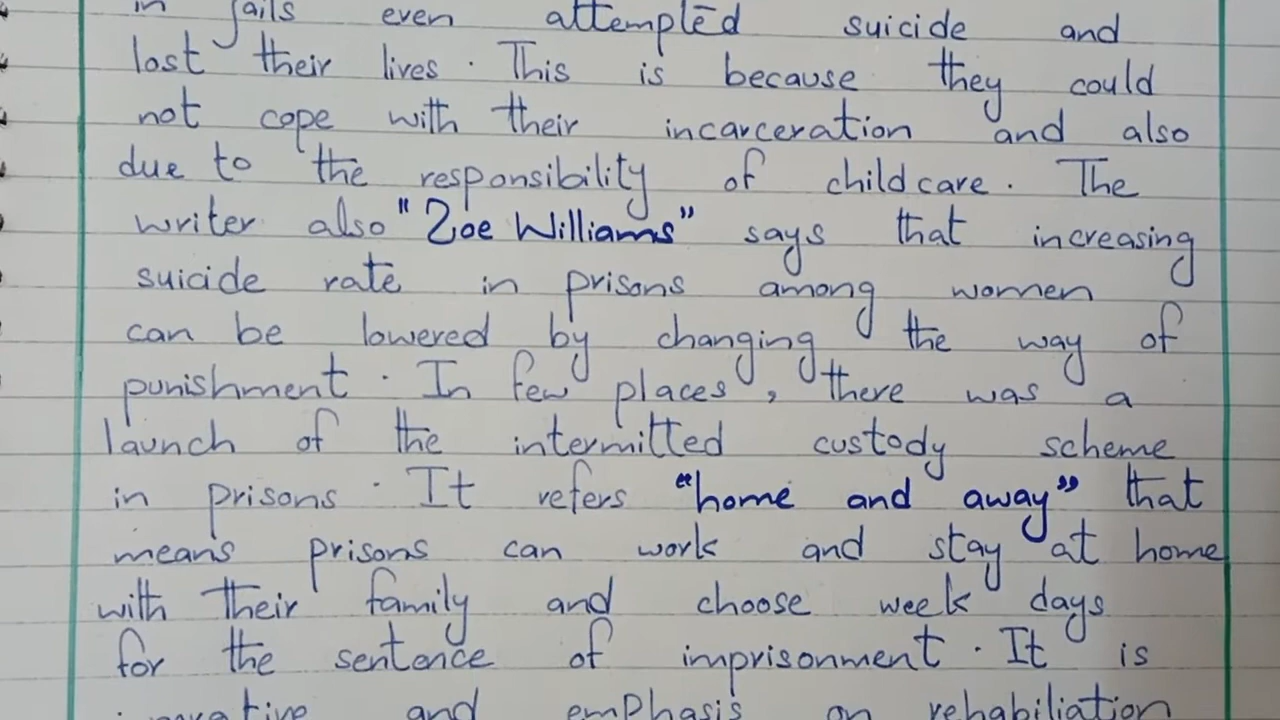 in jails even attempted suicide and
lost their lives. This is because they could
not cope with their incarceration and also
due to the responsibility of childcare. The
writer also "Zoe Williams" says that increasing
suicide rate in prisons among women
can be lowered by changing the way of
punishment. In few places, there was a
launch of the intermitted custody scheme
in prisons. It refers "home and away" that
means prisons can work and stay at home
with their family and choose week days
for the sentence of imprisonment. It is
and emphasis on rehabiliation